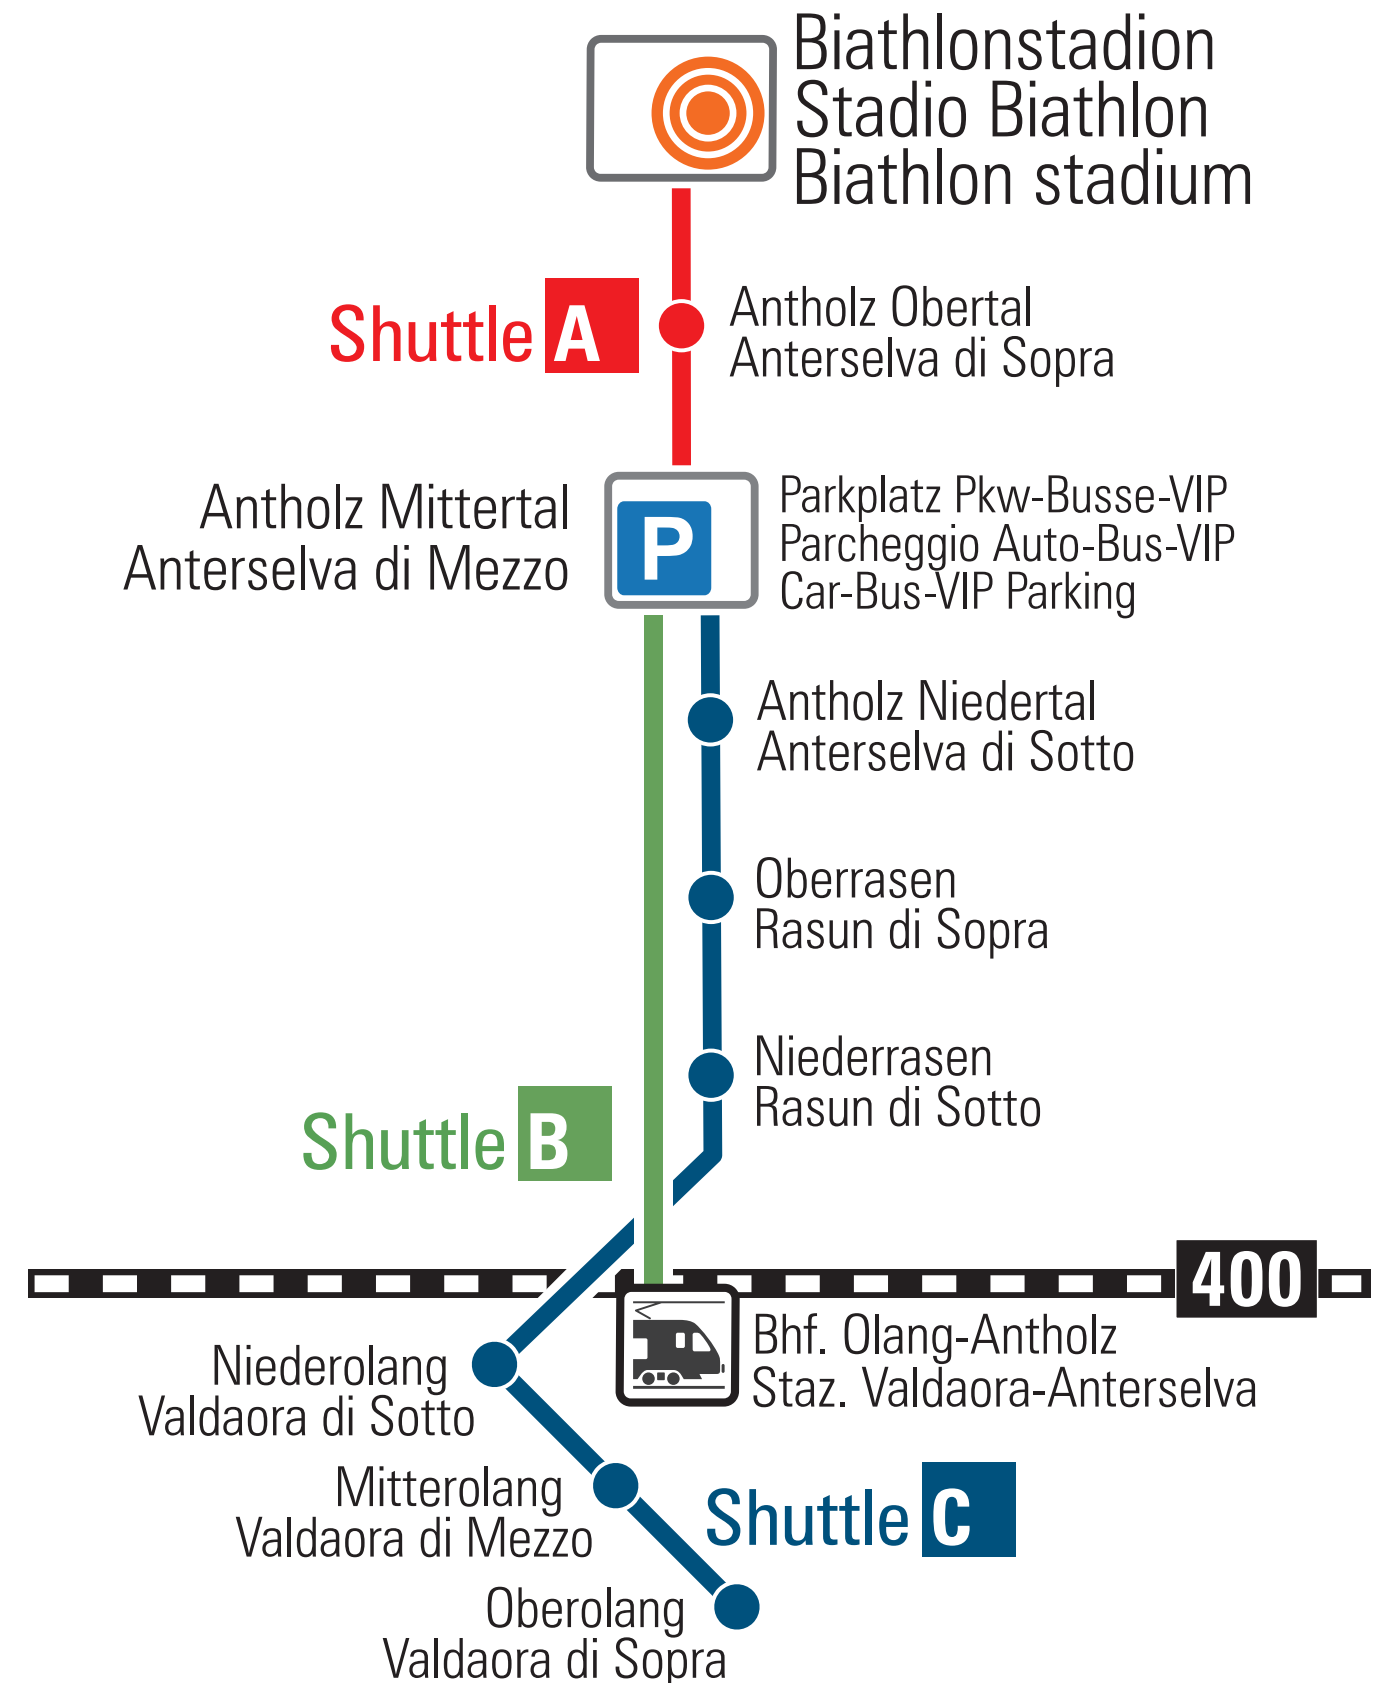 Biathlonstadion
Stadio Biathlon
Biathlon stadium
Shuttle A
Antholz Obertal
Anterselva di Sopra
Antholz Mittertal
Anterselva di Mezzo
P
Parkplatz Pkw-Busse-VIP
Parcheggio Auto-Bus-VIP
Car-Bus-VIP Parking
Antholz Niedertal
Anterselva di Sotto
Oberrasen
Rasun di Sopra
Niederrasen
Rasun di Sotto
Shuttle B
400
Bhf. Olang-Antholz
Staz. Valdaora-Anterselva
Niederolang
Valdaora di Sotto
Mitterolang
Valdaora di Mezzo
Shuttle C
Oberolang
Valdaora di Sopra